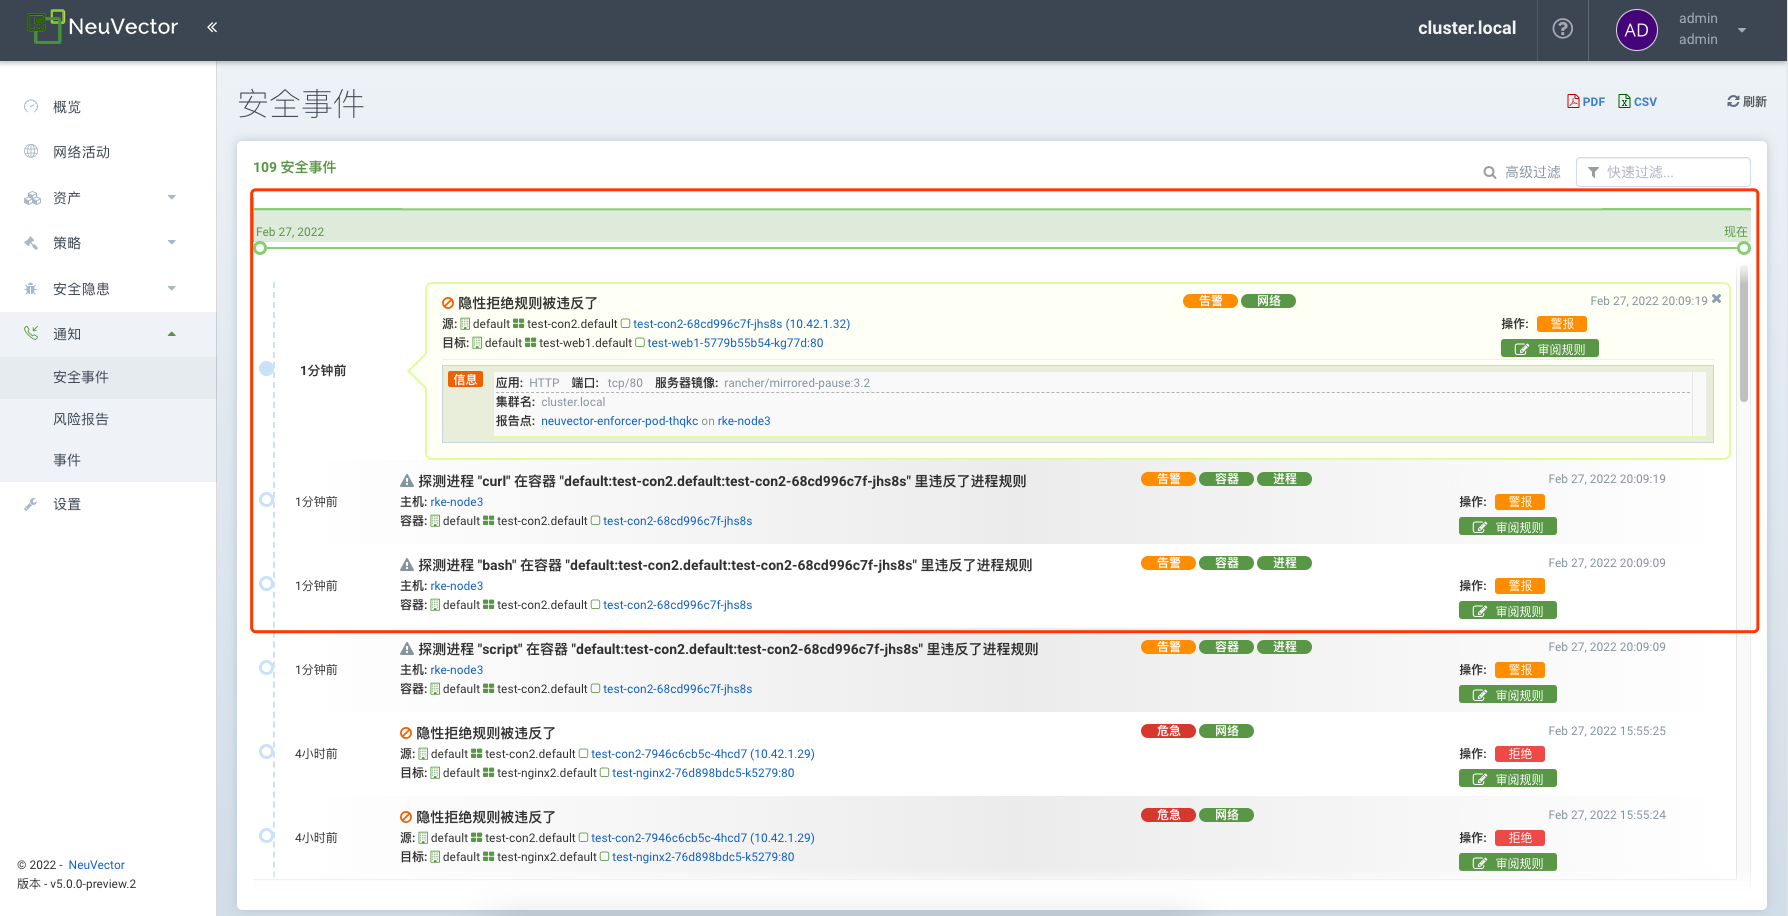 NeuVector «
cluster.local
AD
admin
admin
概览
网络活动
资产
策略
安全隐患
通知
安全事件
风险报告
事件
设置
© 2022 - NeuVector
版本 - v5.0.0-preview.2
安全事件
PDF CSV 刷新
109 安全事件
高级过滤 快速过滤...
Feb 27, 2022 现在
1分钟前
隐性拒绝规则被违反了 告警 网络 Feb 27, 2022 20:09:19
源: default test-con2.default test-con2-68cd996c7f-jhs8s (10.42.1.32) 操作: 警报
目标: default test-web1.default test-web1-5779b55b54-kg77d:80 审阅规则
信息 应用: HTTP 端口: tcp/80 服务器镜像: rancher/mirrored-pause:3.2
集群名: cluster.local
报告点: neuvector-enforcer-pod-thqkc on rke-node3
1分钟前
探测进程 "curl" 在容器 "default:test-con2.default:test-con2-68cd996c7f-jhs8s" 里违反了进程规则 告警 容器 进程 Feb 27, 2022 20:09:19
主机: rke-node3 操作: 警报
容器: default test-con2.default test-con2-68cd996c7f-jhs8s 审阅规则
1分钟前
探测进程 "bash" 在容器 "default:test-con2.default:test-con2-68cd996c7f-jhs8s" 里违反了进程规则 告警 容器 进程 Feb 27, 2022 20:09:09
主机: rke-node3 操作: 警报
容器: default test-con2.default test-con2-68cd996c7f-jhs8s 审阅规则
1分钟前
探测进程 "script" 在容器 "default:test-con2.default:test-con2-68cd996c7f-jhs8s" 里违反了进程规则 告警 容器 进程 Feb 27, 2022 20:09:09
主机: rke-node3 操作: 警报
容器: default test-con2.default test-con2-68cd996c7f-jhs8s 审阅规则
4小时前
隐性拒绝规则被违反了 危急 网络 Feb 27, 2022 15:55:25
源: default test-con2.default test-con2-7946c6cb5c-4hcd7 (10.42.1.29) 操作: 拒绝
目标: default test-nginx2.default test-nginx2-76d898bdc5-k5279:80 审阅规则
4小时前
隐性拒绝规则被违反了 危急 网络 Feb 27, 2022 15:55:24
源: default test-con2.default test-con2-7946c6cb5c-4hcd7 (10.42.1.29) 操作: 拒绝
目标: default test-nginx2.default test-nginx2-76d898bdc5-k5279:80 审阅规则